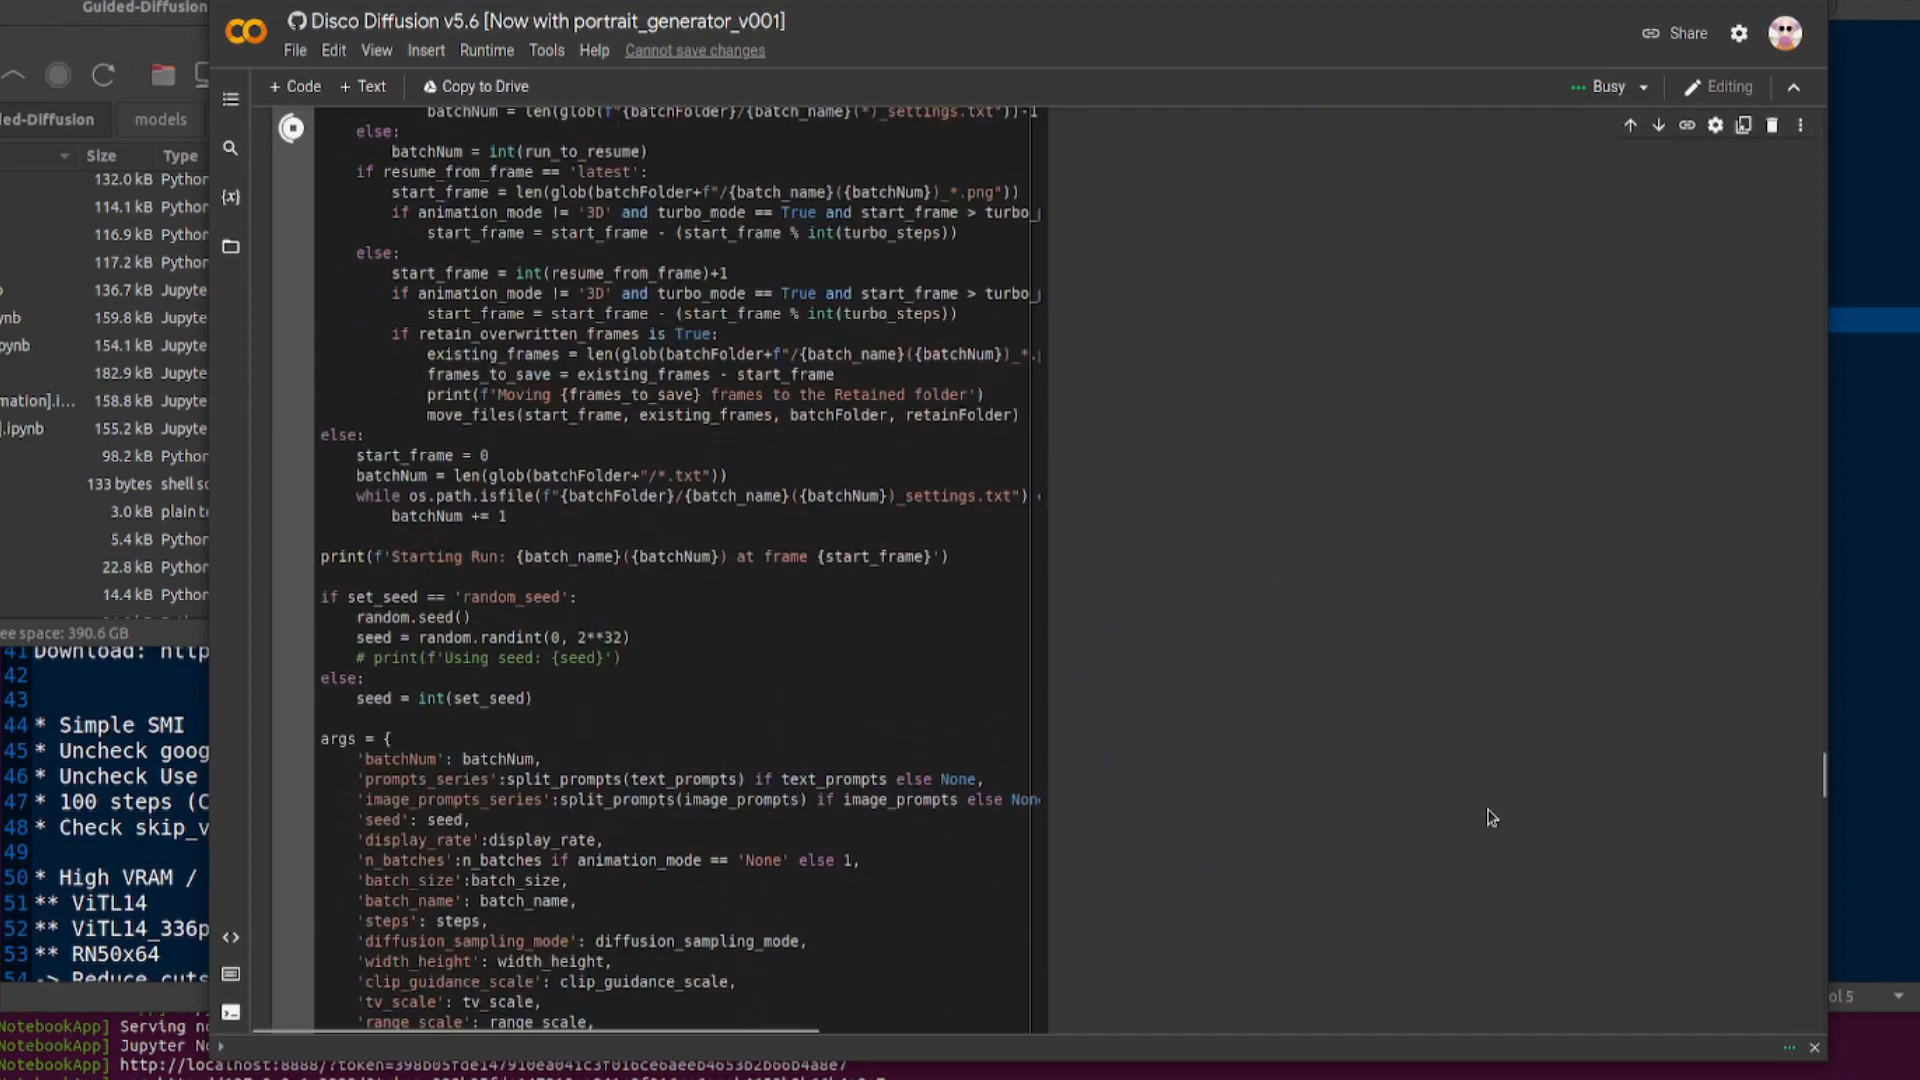 Guided-Diffusion
Disco Diffusion v5.6 [Now with portrait_generator_v001]
File Edit View Insert Runtime Tools Help Cannot save changes
Share
+ Code + Text Copy to Drive
Busy
Editing
ed-Diffusion models
Size Type
132.0 kB Python
114.1 kB Python
116.9 kB Python
117.2 kB Python
136.7 kB Jupyte
ynb 159.8 kB Jupyte
pynb 154.1 kB Jupyte
182.9 kB Jupyte
mation].i... 158.8 kB Jupyte
].ipynb 155.2 kB Jupyte
98.2 kB Python
133 bytes shell sc
3.0 kB plain te
5.4 kB Python
22.8 kB Python
14.4 kB Python
ee space: 390.6 GB
41 Download: http
42
43
44 * Simple SMI
45 * Uncheck goog
46 * Uncheck Use
47 * 100 steps (C
48 * Check skip_v
49
50 * High VRAM /
51 ** ViTL14
52 ** ViTL14_336p
53 ** RN50x64
54 -> Reduce cuts
batchNum = len(glob(f"{batchFolder}/{batch_name}(*)_settings.txt"))-1
else:
batchNum = int(run_to_resume)
if resume_from_frame == 'latest':
start_frame = len(glob(batchFolder+f"/{batch_name}({batchNum})_*.png"))
if animation_mode != '3D' and turbo_mode == True and start_frame > turbo_p
start_frame = start_frame - (start_frame % int(turbo_steps))
else:
start_frame = int(resume_from_frame)+1
if animation_mode != '3D' and turbo_mode == True and start_frame > turbo_p
start_frame = start_frame - (start_frame % int(turbo_steps))
if retain_overwritten_frames is True:
existing_frames = len(glob(batchFolder+f"/{batch_name}({batchNum})_*.p
frames_to_save = existing_frames - start_frame
print(f'Moving {frames_to_save} frames to the Retained folder')
move_files(start_frame, existing_frames, batchFolder, retainFolder)
else:
start_frame = 0
batchNum = len(glob(batchFolder+"/*.txt"))
while os.path.isfile(f"{batchFolder}/{batch_name}({batchNum})_settings.txt")
batchNum += 1
print(f'Starting Run: {batch_name}({batchNum}) at frame {start_frame}')
if set_seed == 'random_seed':
random.seed()
seed = random.randint(0, 2**32)
# print(f'Using seed: {seed}')
else:
seed = int(set_seed)
args = {
'batchNum': batchNum,
'prompts_series':split_prompts(text_prompts) if text_prompts else None,
'image_prompts_series':split_prompts(image_prompts) if image_prompts else None
'seed': seed,
'display_rate':display_rate,
'n_batches':n_batches if animation_mode == 'None' else 1,
'batch_size':batch_size,
'batch_name': batch_name,
'steps': steps,
'diffusion_sampling_mode': diffusion_sampling_mode,
'width_height': width_height,
'clip_guidance_scale': clip_guidance_scale,
'tv_scale': tv_scale,
'range_scale': range_scale,
ol 5
NotebookApp] Serving no
NotebookApp] Jupyter No
NotebookApp] http://localhost:8888/?token=398b05fde147910ea041c3f016ce6aeeb4653b2b66b4a8e7